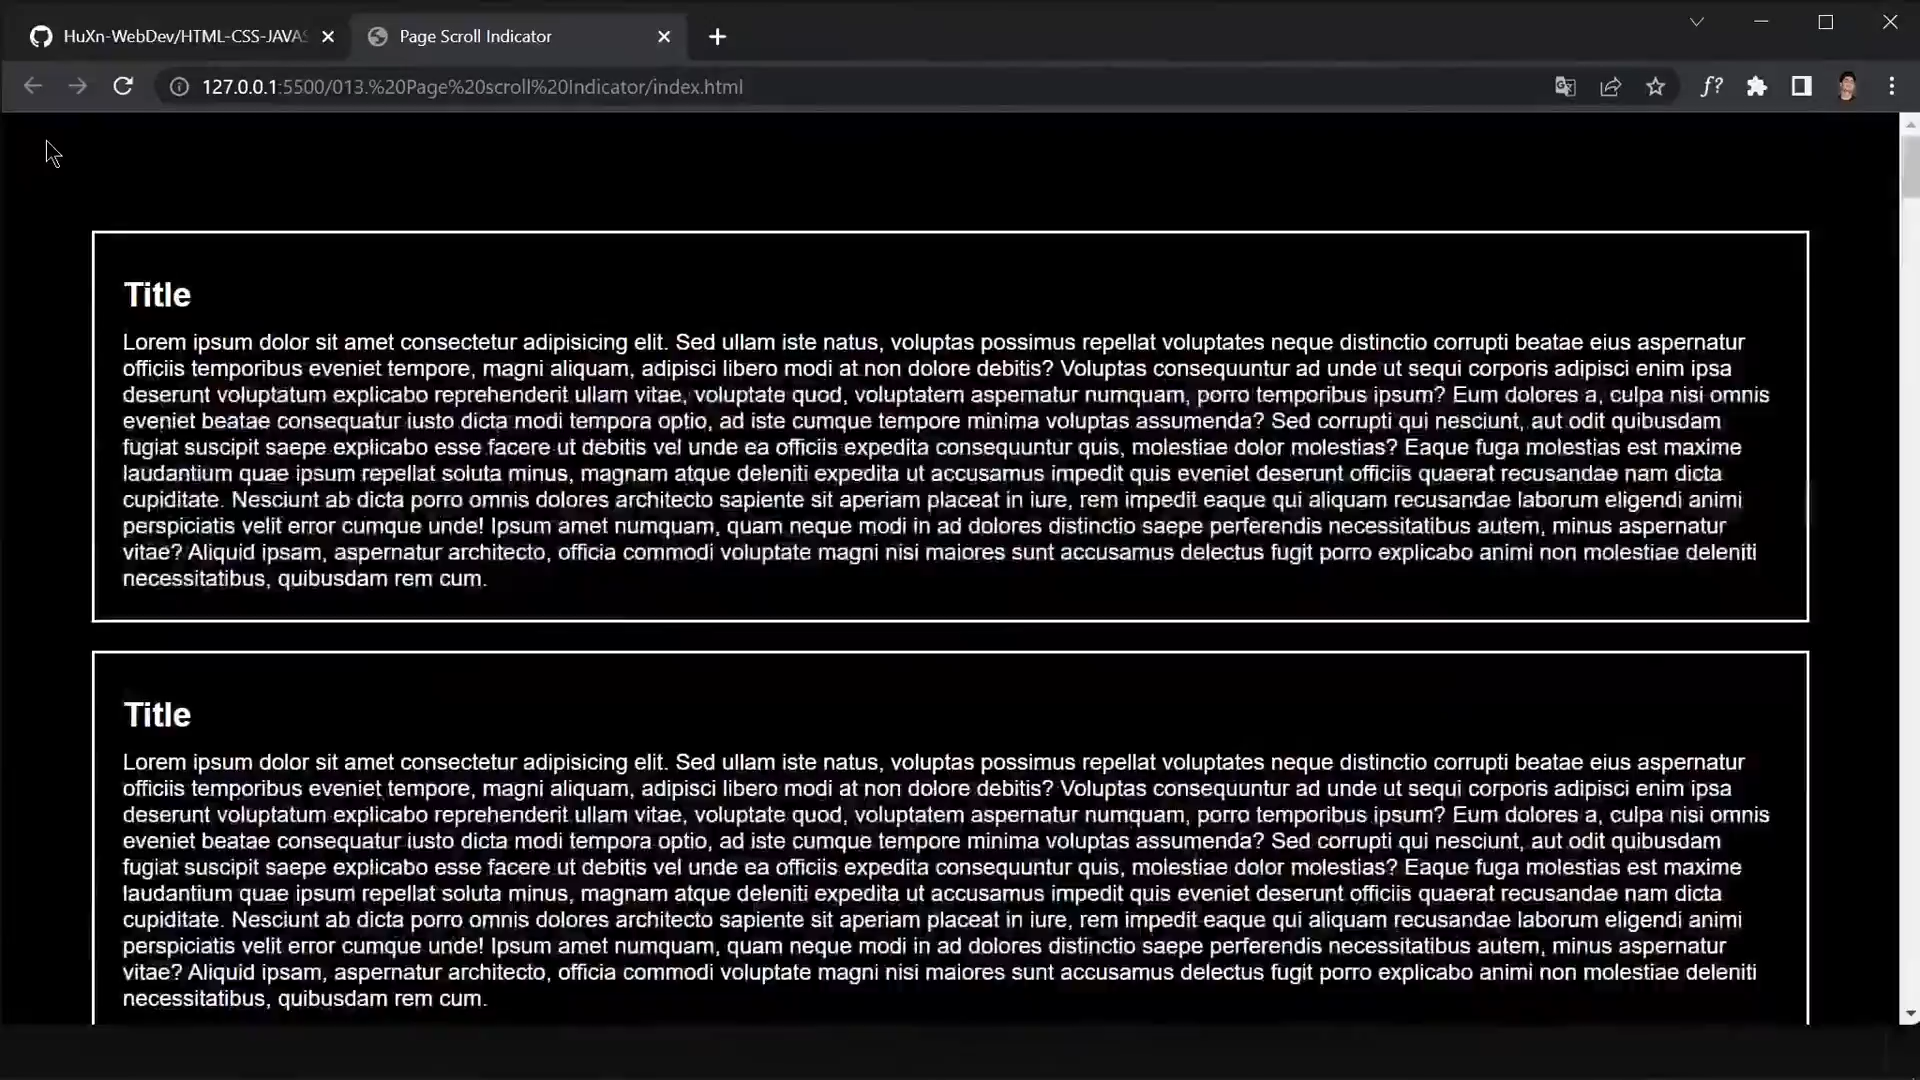 HuXn-WebDev/HTML-CSS-JAVAS
Page Scroll Indicator
127.0.0.1:5500/013.%20Page%20scroll%20Indicator/index.html
f?
Title
Lorem ipsum dolor sit amet consectetur adipisicing elit. Sed ullam iste natus, voluptas possimus repellat voluptates neque distinctio corrupti beatae eius aspernatur
officiis temporibus eveniet tempore, magni aliquam, adipisci libero modi at non dolore debitis? Voluptas consequuntur ad unde ut sequi corporis adipisci enim ipsa
deserunt voluptatum explicabo reprehenderit ullam vitae, voluptate quod, voluptatem aspernatur numquam, porro temporibus ipsum? Eum dolores a, culpa nisi omnis
eveniet beatae consequatur iusto dicta modi tempora optio, ad iste cumque tempore minima voluptas assumenda? Sed corrupti qui nesciunt, aut odit quibusdam
fugiat suscipit saepe explicabo esse facere ut debitis vel unde ea officiis expedita consequuntur quis, molestiae dolor molestias? Eaque fuga molestias est maxime
laudantium quae ipsum repellat soluta minus, magnam atque deleniti expedita ut accusamus impedit quis eveniet deserunt officiis quaerat recusandae nam dicta
cupiditate. Nesciunt ab dicta porro omnis dolores architecto sapiente sit aperiam placeat in iure, rem impedit eaque qui aliquam recusandae laborum eligendi animi
perspiciatis velit error cumque unde! Ipsum amet numquam, quam neque modi in ad dolores distinctio saepe perferendis necessitatibus autem, minus aspernatur
vitae? Aliquid ipsam, aspernatur architecto, officia commodi voluptate magni nisi maiores sunt accusamus delectus fugit porro explicabo animi non molestiae deleniti
necessitatibus, quibusdam rem cum.
Title
Lorem ipsum dolor sit amet consectetur adipisicing elit. Sed ullam iste natus, voluptas possimus repellat voluptates neque distinctio corrupti beatae eius aspernatur
officiis temporibus eveniet tempore, magni aliquam, adipisci libero modi at non dolore debitis? Voluptas consequuntur ad unde ut sequi corporis adipisci enim ipsa
deserunt voluptatum explicabo reprehenderit ullam vitae, voluptate quod, voluptatem aspernatur numquam, porro temporibus ipsum? Eum dolores a, culpa nisi omnis
eveniet beatae consequatur iusto dicta modi tempora optio, ad iste cumque tempore minima voluptas assumenda? Sed corrupti qui nesciunt, aut odit quibusdam
fugiat suscipit saepe explicabo esse facere ut debitis vel unde ea officiis expedita consequuntur quis, molestiae dolor molestias? Eaque fuga molestias est maxime
laudantium quae ipsum repellat soluta minus, magnam atque deleniti expedita ut accusamus impedit quis eveniet deserunt officiis quaerat recusandae nam dicta
cupiditate. Nesciunt ab dicta porro omnis dolores architecto sapiente sit aperiam placeat in iure, rem impedit eaque qui aliquam recusandae laborum eligendi animi
perspiciatis velit error cumque unde! Ipsum amet numquam, quam neque modi in ad dolores distinctio saepe perferendis necessitatibus autem, minus aspernatur
vitae? Aliquid ipsam, aspernatur architecto, officia commodi voluptate magni nisi maiores sunt accusamus delectus fugit porro explicabo animi non molestiae deleniti
necessitatibus, quibusdam rem cum.